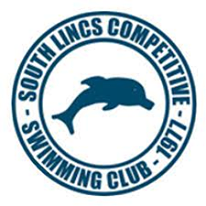 SOUTH LINCS COMPETITIVE
- SWIMMING CLUB - 1977 -